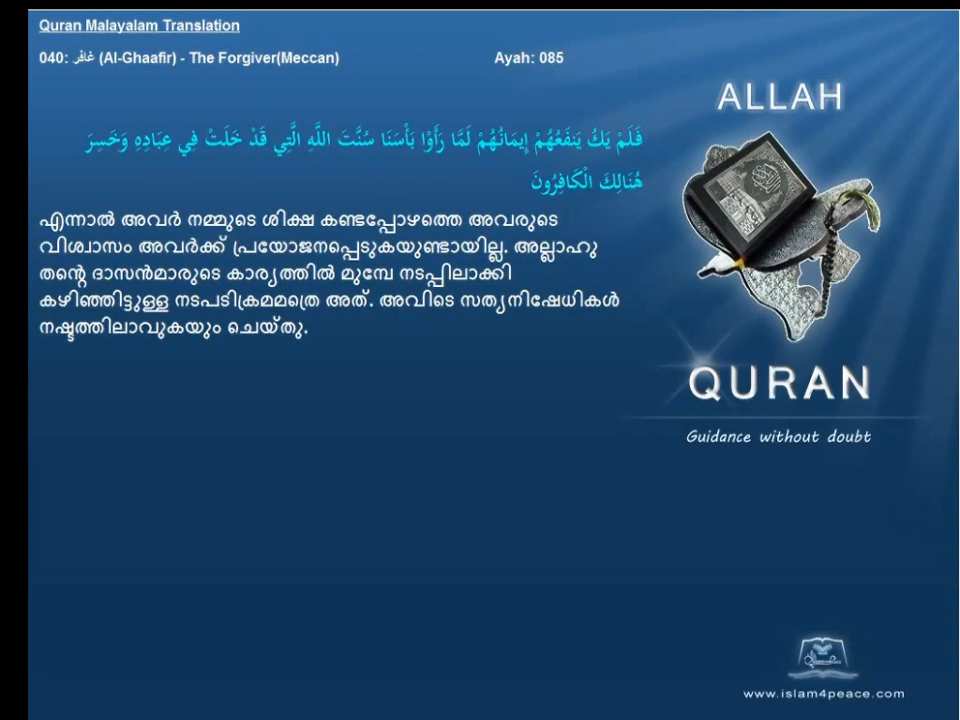 Quran Malayalam Translation
040: غافر (Al-Ghaafir) - The Forgiver(Meccan) Ayah: 085
فَلَمْ يَكُ يَنفَعُهُمْ إِيمَانُهُمْ لَمَّا رَأَوْا بَأْسَنَا سُنَّتَ اللَّهِ الَّتِي قَدْ خَلَتْ فِي عِبَادِهِ وَخَسِرَ
هُنَالِكَ الْكَافِرُونَ
എന്നാല്‍ അവര്‍ നമ്മുടെ ശിക്ഷ കണ്ടപ്പോഴത്തെ അവരുടെ
വിശ്വാസം അവര്‍ക്ക് പ്രയോജനപ്പെടുകയുണ്ടായില്ല. അല്ലാഹു
തന്റെ ദാസന്‍മാരുടെ കാര്യത്തില്‍ മുമ്പേ നടപ്പിലാക്കി
കഴിഞ്ഞിട്ടുള്ള നടപടിക്രമമത്രെ അത്. അവിടെ സത്യനിഷേധികള്‍
നഷ്ടത്തിലാവുകയും ചെയ്തു.
ALLAH
QURAN
Guidance without doubt
www.islam4peace.com